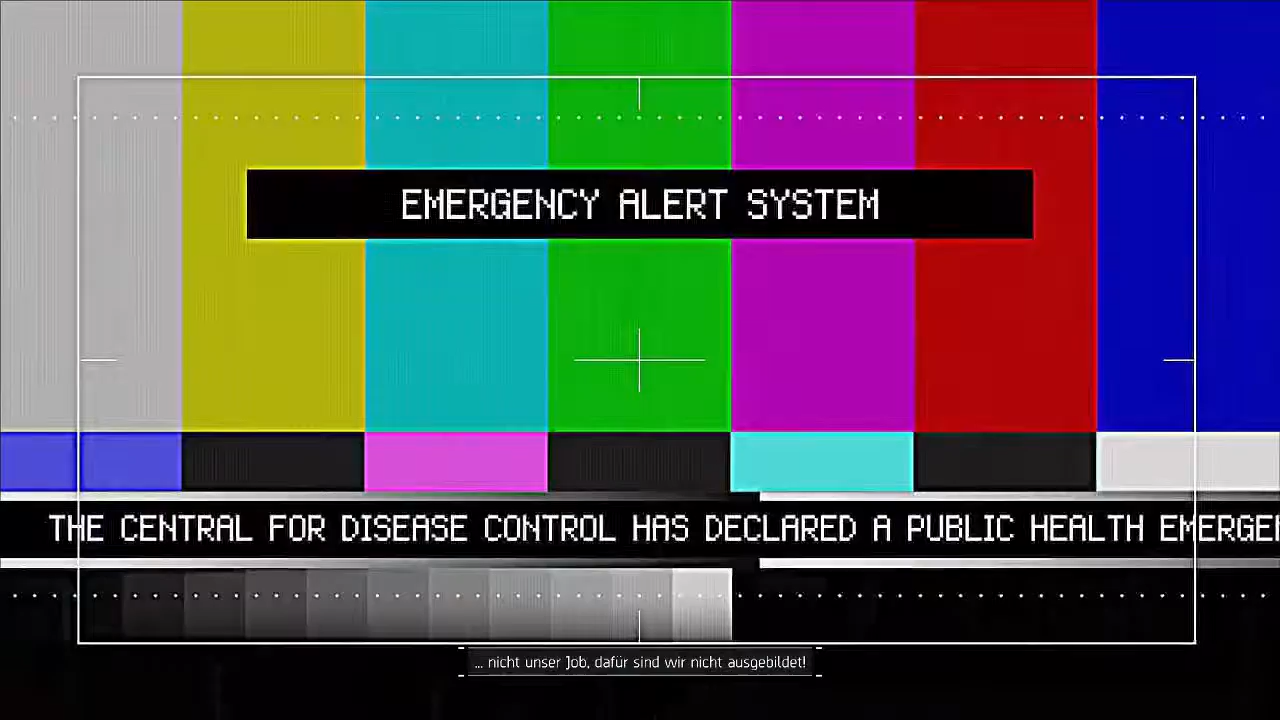 EMERGENCY ALERT SYSTEM
THE CENTRAL FOR DISEASE CONTROL HAS DECLARED A PUBLIC HEALTH EMERGE
... nicht unser Job, dafür sind wir nicht ausgebildet!